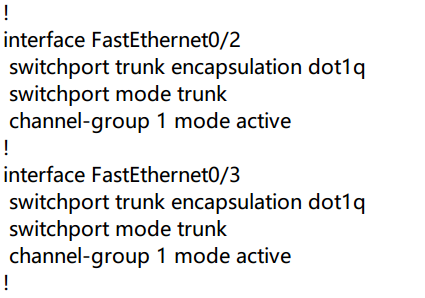 !
interface FastEthernet0/2
switchport trunk encapsulation dot1q
switchport mode trunk
channel-group 1 mode active
!
interface FastEthernet0/3
switchport trunk encapsulation dot1q
switchport mode trunk
channel-group 1 mode active
!